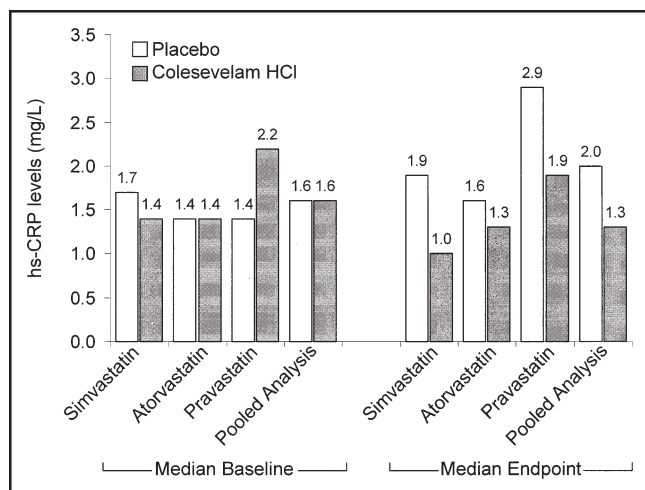 hs-CRP levels (mg/L)
3.5
3.0
2.5
2.0
1.5
1.0
0.5
0.0
Placebo
Colesevelam HCl
1.7
1.4
1.4
1.4
1.4
2.2
1.6
1.6
1.9
1.0
1.6
1.3
2.9
1.9
2.0
1.3
Simvastatin
Atorvastatin
Pravastatin
Pooled Analysis
Simvastatin
Atorvastatin
Pravastatin
Pooled Analysis
Median Baseline
Median Endpoint